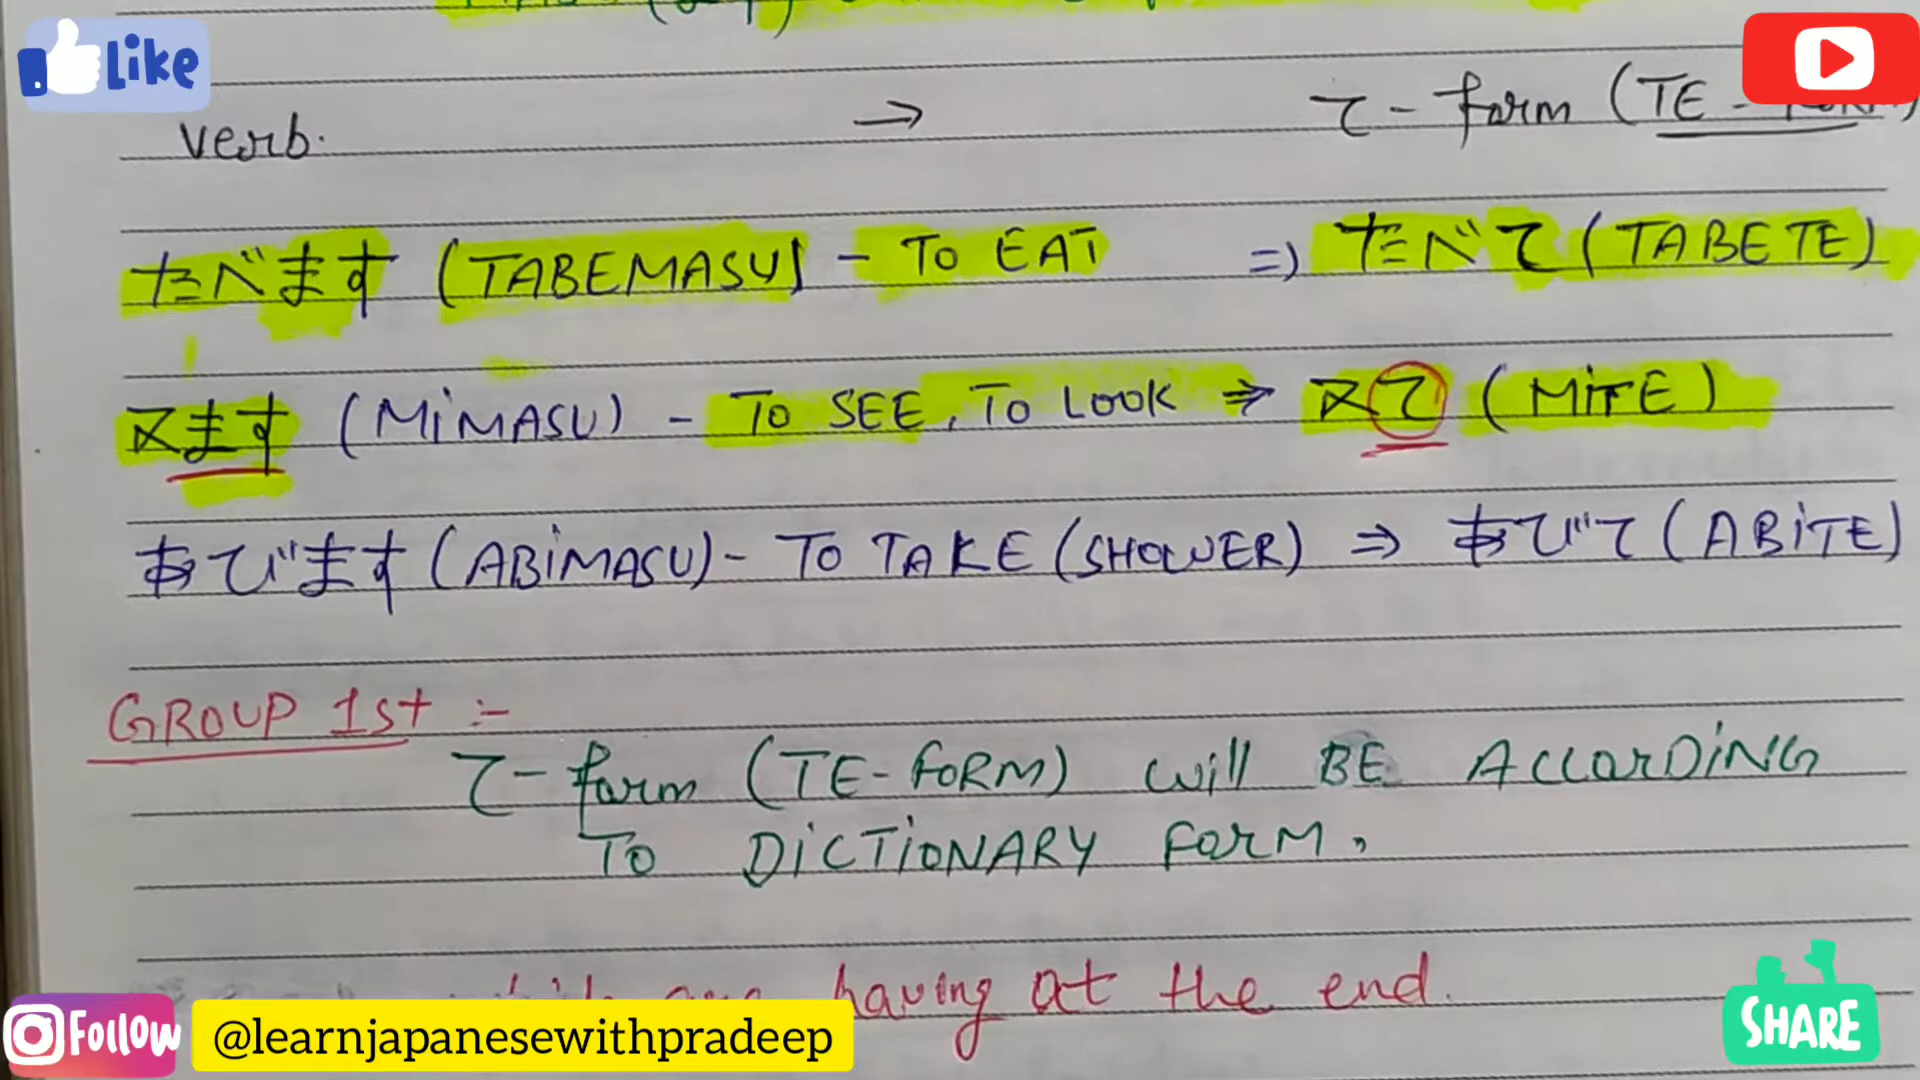 Like
verb. → て-form (TE-FORM)
たべます (TABEMASU) - To EAT => たべて (TABETE)
みます (MiMASU) - To SEE, To Look => みて (MiTE)
あびます (ABiMASU) - To TAKE (SHOWER) => あびて (ABiTE)
GROUP 1st :-
て-form (TE-FORM) will BE ACCORDiNG
To DiCTiONARY FORM.
having at the end.
Follow @learnjapanesewithpradeep
SHARE